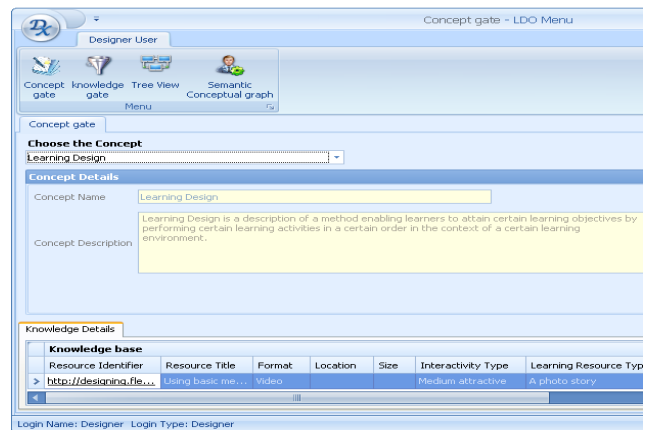 Concept gate - LDO Menu
Designer User
Concept gate
knowledge gate
Tree View
Semantic Conceptual graph
Menu
Concept gate
Choose the Concept
Learning Design
Concept Details
Concept Name
Learning Design
Concept Description
Learning Design is a description of a method enabling learners to attain certain learning objectives by
performing certain learning activities in a certain order in the context of a certain learning
environment.
Knowledge Details
Knowledge base
Resource Identifier Resource Title Format Location Size Interactivity Type Learning Resource Typ
http://designing.fle... Using basic me... Video Medium attractive A photo story
Login Name: Designer Login Type: Designer